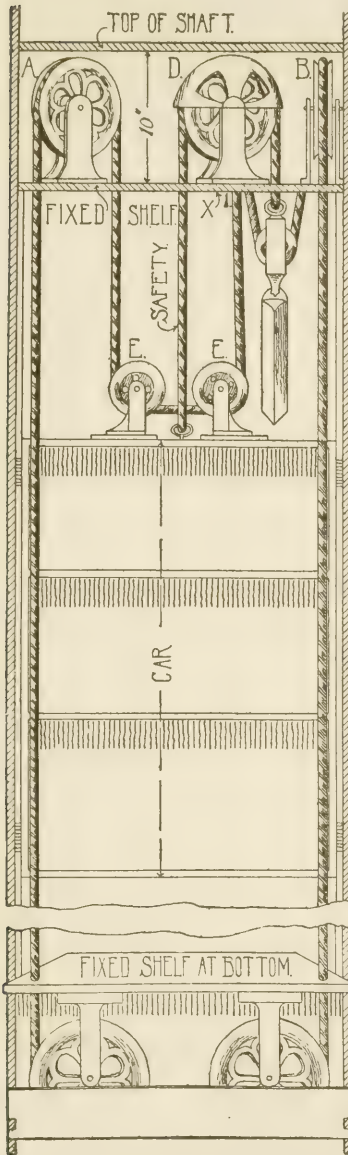 TOP OF SHAFT.
A. D. B.
10"
FIXED SHELF. X
SAFETY.
E. E.
CAR
FIXED SHELF AT BOTTOM.